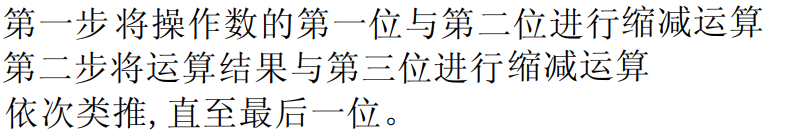 第一步将操作数的第一位与第二位进行缩减运算
第二步将运算结果与第三位进行缩减运算
依次类推,直至最后一位。